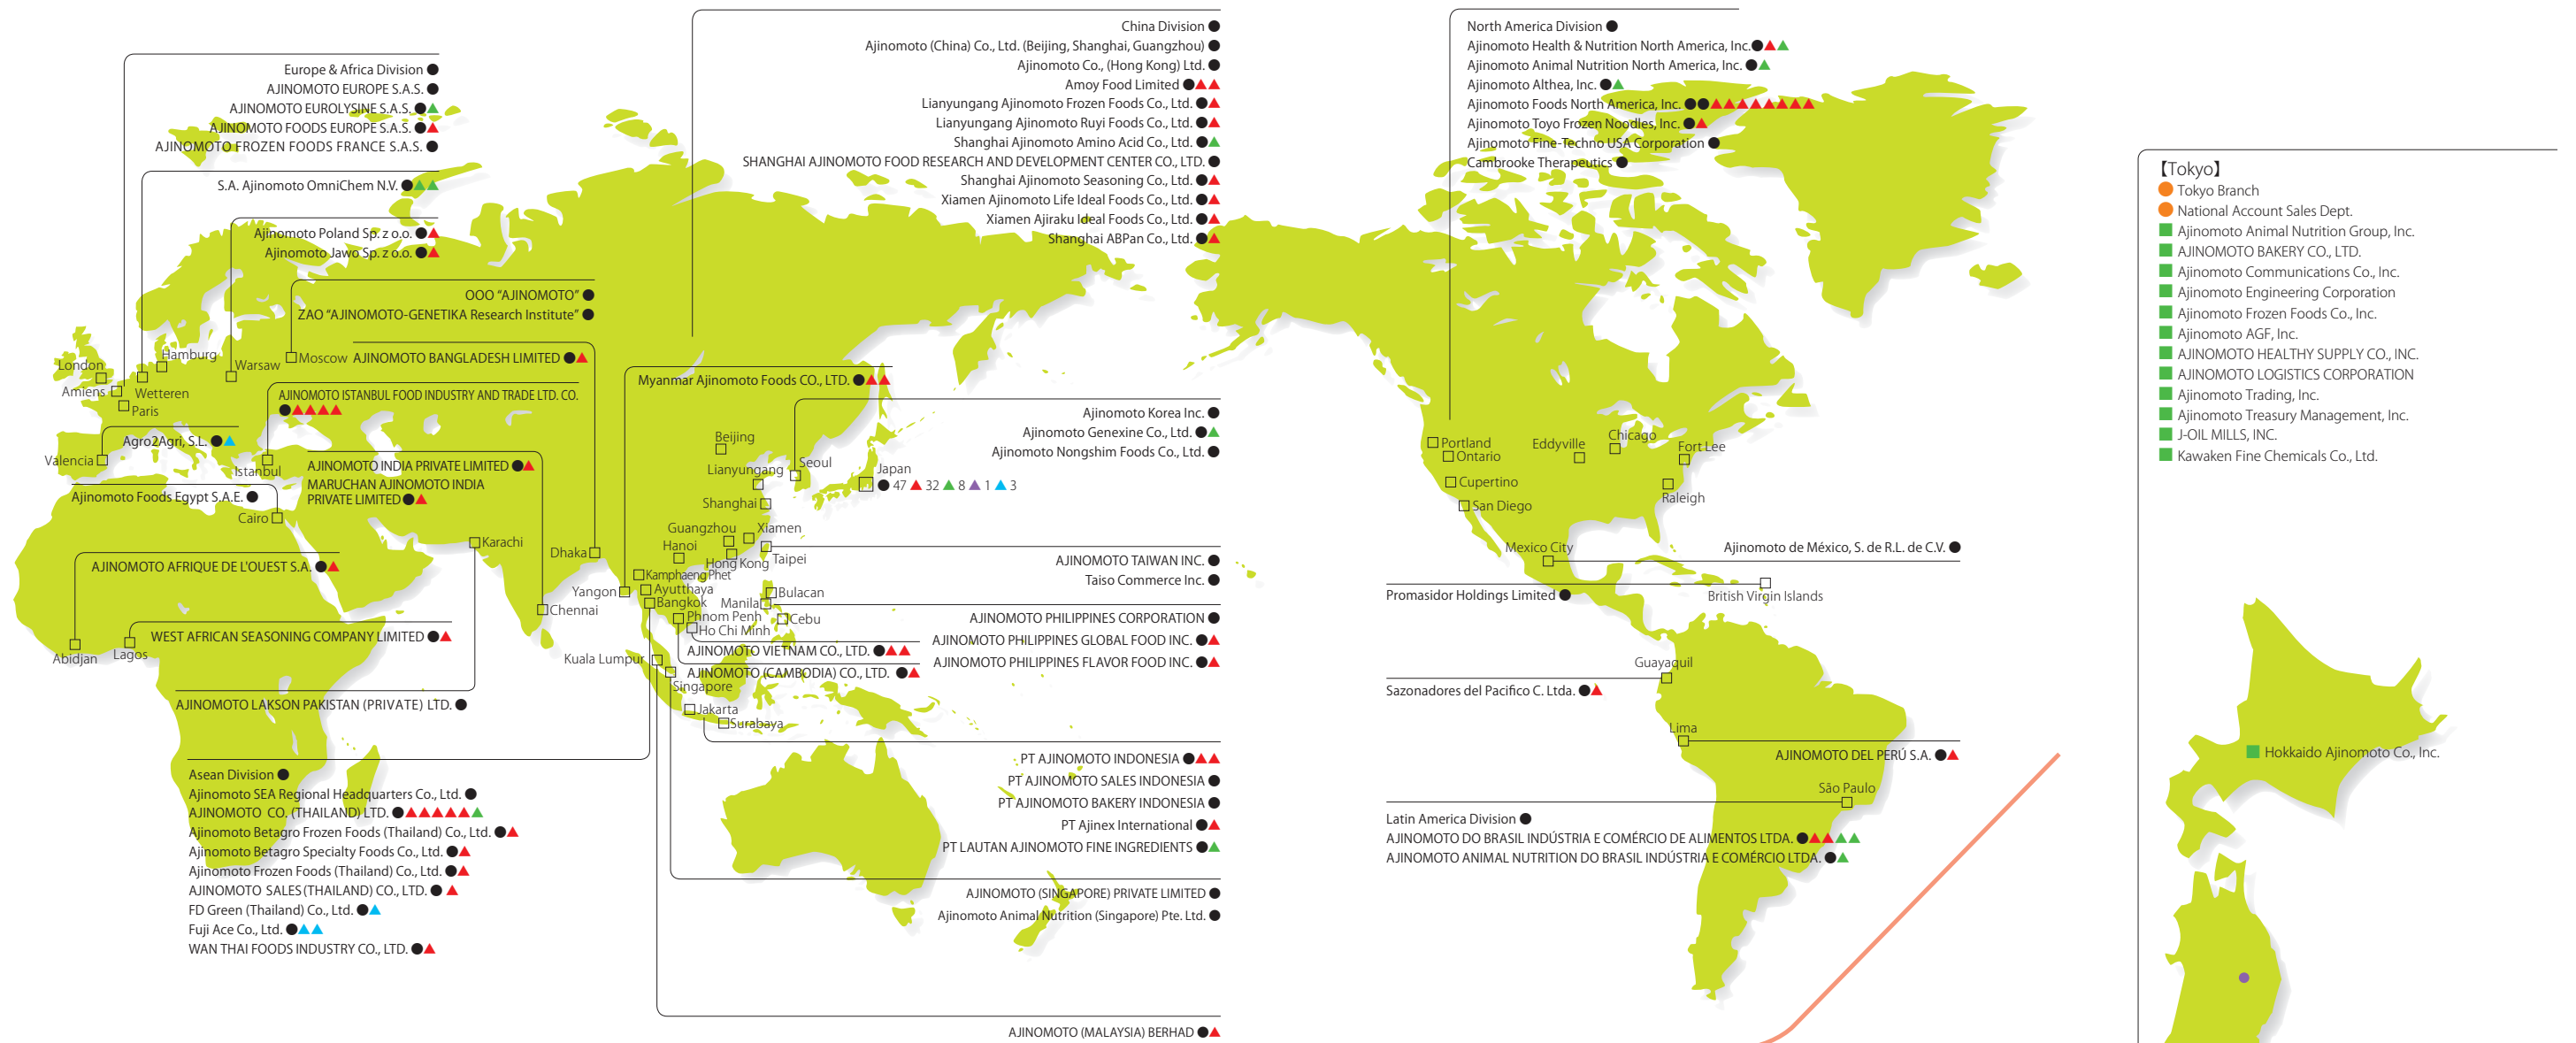 Europe & Africa Division
AJINOMOTO EUROPE S.A.S.
AJINOMOTO EUROLYSINE S.A.S.
AJINOMOTO FOODS EUROPE S.A.S.
AJINOMOTO FROZEN FOODS FRANCE S.A.S.
S.A. Ajinomoto OmniChem N.V.
Ajinomoto Poland Sp. z o.o.
Ajinomoto Jawo Sp. z o.o.
OOO “AJINOMOTO”
ZAO “AJINOMOTO-GENETIKA Research Institute”
London
Hamburg
Warsaw
Moscow
Amiens
Wetteren
Paris
AJINOMOTO BANGLADESH LIMITED
AJINOMOTO ISTANBUL FOOD INDUSTRY AND TRADE LTD. CO.
Agro2Agri, S.L.
Valencia
Istanbul
AJINOMOTO INDIA PRIVATE LIMITED
MARUCHAN AJINOMOTO INDIA
PRIVATE LIMITED
Ajinomoto Foods Egypt S.A.E.
Cairo
Karachi
Dhaka
AJINOMOTO AFRIQUE DE L'OUEST S.A.
Chennai
WEST AFRICAN SEASONING COMPANY LIMITED
Abidjan
Lagos
AJINOMOTO LAKSON PAKISTAN (PRIVATE) LTD.
Asean Division
Ajinomoto SEA Regional Headquarters Co., Ltd.
AJINOMOTO CO. (THAILAND) LTD.
Ajinomoto Betagro Frozen Foods (Thailand) Co., Ltd.
Ajinomoto Betagro Specialty Foods Co., Ltd.
Ajinomoto Frozen Foods (Thailand) Co., Ltd.
AJINOMOTO SALES (THAILAND) CO., LTD.
FD Green (Thailand) Co., Ltd.
Fuji Ace Co., Ltd.
WAN THAI FOODS INDUSTRY CO., LTD.
China Division
Ajinomoto (China) Co., Ltd. (Beijing, Shanghai, Guangzhou)
Ajinomoto Co., (Hong Kong) Ltd.
Amoy Food Limited
Lianyungang Ajinomoto Frozen Foods Co., Ltd.
Lianyungang Ajinomoto Ruyi Foods Co., Ltd.
Shanghai Ajinomoto Amino Acid Co., Ltd.
SHANGHAI AJINOMOTO FOOD RESEARCH AND DEVELOPMENT CENTER CO., LTD.
Shanghai Ajinomoto Seasoning Co., Ltd.
Xiamen Ajinomoto Life Ideal Foods Co., Ltd.
Xiamen Ajiraku Ideal Foods Co., Ltd.
Shanghai ABPan Co., Ltd.
Myanmar Ajinomoto Foods CO., LTD.
Ajinomoto Korea Inc.
Ajinomoto Genexine Co., Ltd.
Ajinomoto Nongshim Foods Co., Ltd.
Beijing
Lianyungang
Seoul
Japan
47 32 8 1 3
Shanghai
Guangzhou
Xiamen
Hanoi
Hong Kong
Taipei
AJINOMOTO TAIWAN INC.
Taiso Commerce Inc.
Kamphaeng Phet
Yangon
Ayutthaya
Bangkok
Manila
Bulacan
Phnom Penh
Cebu
Ho Chi Minh
AJINOMOTO PHILIPPINES CORPORATION
AJINOMOTO PHILIPPINES GLOBAL FOOD INC.
AJINOMOTO PHILIPPINES FLAVOR FOOD INC.
AJINOMOTO VIETNAM CO., LTD.
AJINOMOTO (CAMBODIA) CO., LTD.
Kuala Lumpur
Singapore
Jakarta
Surabaya
PT AJINOMOTO INDONESIA
PT AJINOMOTO SALES INDONESIA
PT AJINOMOTO BAKERY INDONESIA
PT Ajinex International
PT LAUTAN AJINOMOTO FINE INGREDIENTS
AJINOMOTO (SINGAPORE) PRIVATE LIMITED
Ajinomoto Animal Nutrition (Singapore) Pte. Ltd.
AJINOMOTO (MALAYSIA) BERHAD
North America Division
Ajinomoto Health & Nutrition North America, Inc.
Ajinomoto Animal Nutrition North America, Inc.
Ajinomoto Althea, Inc.
Ajinomoto Foods North America, Inc.
Ajinomoto Toyo Frozen Noodles, Inc.
Ajinomoto Fine-Techno USA Corporation
Cambrooke Therapeutics
Portland
Ontario
Eddyville
Chicago
Fort Lee
Cupertino
San Diego
Raleigh
Mexico City
Ajinomoto de México, S. de R.L. de C.V.
Promasidor Holdings Limited
British Virgin Islands
Guayaquil
Sazonadores del Pacifico C. Ltda.
Lima
AJINOMOTO DEL PERÚ S.A.
São Paulo
Latin America Division
AJINOMOTO DO BRASIL INDÚSTRIA E COMÉRCIO DE ALIMENTOS LTDA.
AJINOMOTO ANIMAL NUTRITION DO BRASIL INDÚSTRIA E COMÉRCIO LTDA.
【Tokyo】
Tokyo Branch
National Account Sales Dept.
Ajinomoto Animal Nutrition Group, Inc.
AJINOMOTO BAKERY CO., LTD.
Ajinomoto Communications Co., Inc.
Ajinomoto Engineering Corporation
Ajinomoto Frozen Foods Co., Inc.
Ajinomoto AGF, Inc.
AJINOMOTO HEALTHY SUPPLY CO., INC.
AJINOMOTO LOGISTICS CORPORATION
Ajinomoto Trading, Inc.
Ajinomoto Treasury Management, Inc.
J-OIL MILLS, INC.
Kawaken Fine Chemicals Co., Ltd.
Hokkaido Ajinomoto Co., Inc.